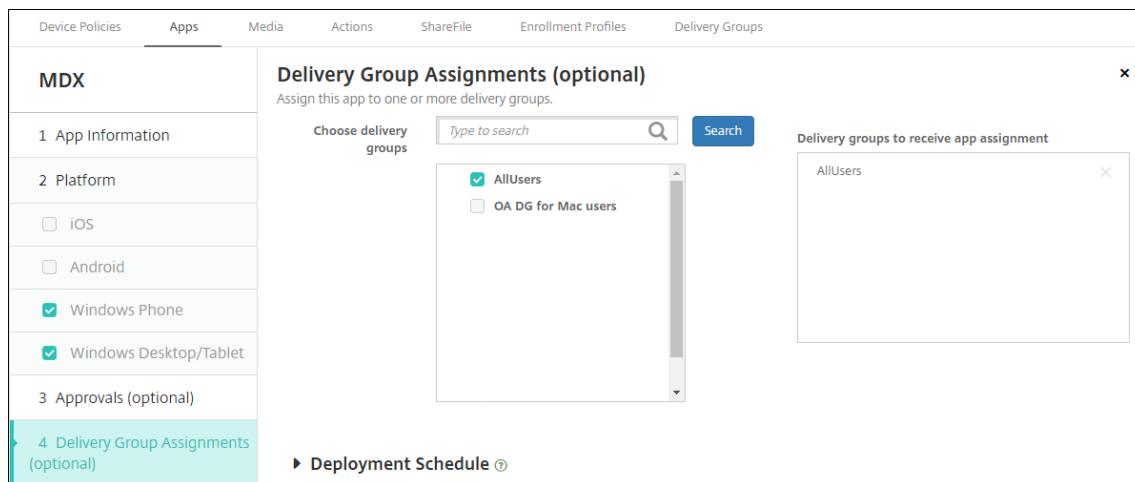 Device Policies Apps Media Actions ShareFile Enrollment Profiles Delivery Groups
MDX
1 App Information
2 Platform
iOS
Android
Windows Phone
Windows Desktop/Tablet
3 Approvals (optional)
4 Delivery Group Assignments
(optional)
Delivery Group Assignments (optional)
Assign this app to one or more delivery groups.
Choose delivery
groups
Type to search
Search
AllUsers
OA DG for Mac users
Delivery groups to receive app assignment
AllUsers
Deployment Schedule